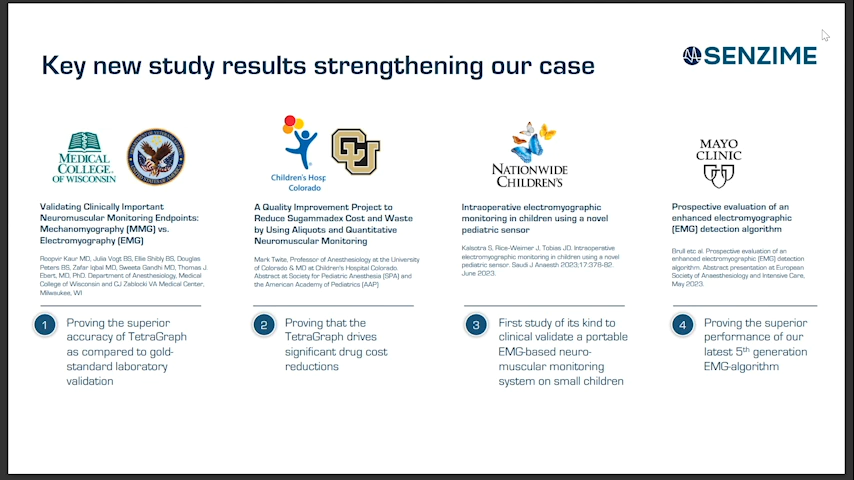 Key new study results strengthening our case
SENZIME
MEDICAL
COLLEGE
OF WISCONSIN
Validating Clinically Important
Neuromuscular Monitoring Endpoints:
Mechanomyography (MMG) vs.
Electromyography (EMG)
Roopvir Kaur MD, Julia Vogt BS, Ellie Shibly BS, Douglas
Peters BS, Zafar Iqbal MD, Sweeta Gandhi MD, Thomas J.
Ebert, MD, PhD. Department of Anesthesiology, Medical
College of Wisconsin and CJ Zablocki VA Medical Center,
Milwaukee, WI
1
Proving the superior
accuracy of TetraGraph
as compared to gold-
standard laboratory
validation
Children's Hosp
Colorado
CU
A Quality Improvement Project to
Reduce Sugammadex Cost and Waste
by Using Aliquots and Quantitative
Neuromuscular Monitoring
Mark Twite, Professor of Anesthesiology at the University
of Colorado & MD at Children's Hospital Colorado.
Abstract at Society for Pediatric Anesthesia (SPA) and
the American Academy of Pediatrics (AAP)
2
Proving that the
TetraGraph drives
significant drug cost
reductions
NATIONWIDE
CHILDREN'S
Intraoperative electromyographic
monitoring in children using a novel
pediatric sensor
Kalsotra S, Rice-Weimer J, Tobias JD. Intraoperative
electromyographic monitoring in children using a novel
pediatric sensor. Saudi J Anaesth 2023;17:378-82.
June 2023.
3
First study of its kind to
clinical validate a portable
EMG-based neuro-
muscular monitoring
system on small children
MAYO
CLINIC
Prospective evaluation of an
enhanced electromyographic
(EMG) detection algorithm
Brull et al. Prospective evaluation of an
enhanced electromyographic (EMG) detection
algorithm. Abstract presentation at European
Society of Anaesthesiology and Intensive Care,
May 2023.
4
Proving the superior
performance of our
latest 5th generation
EMG-algorithm